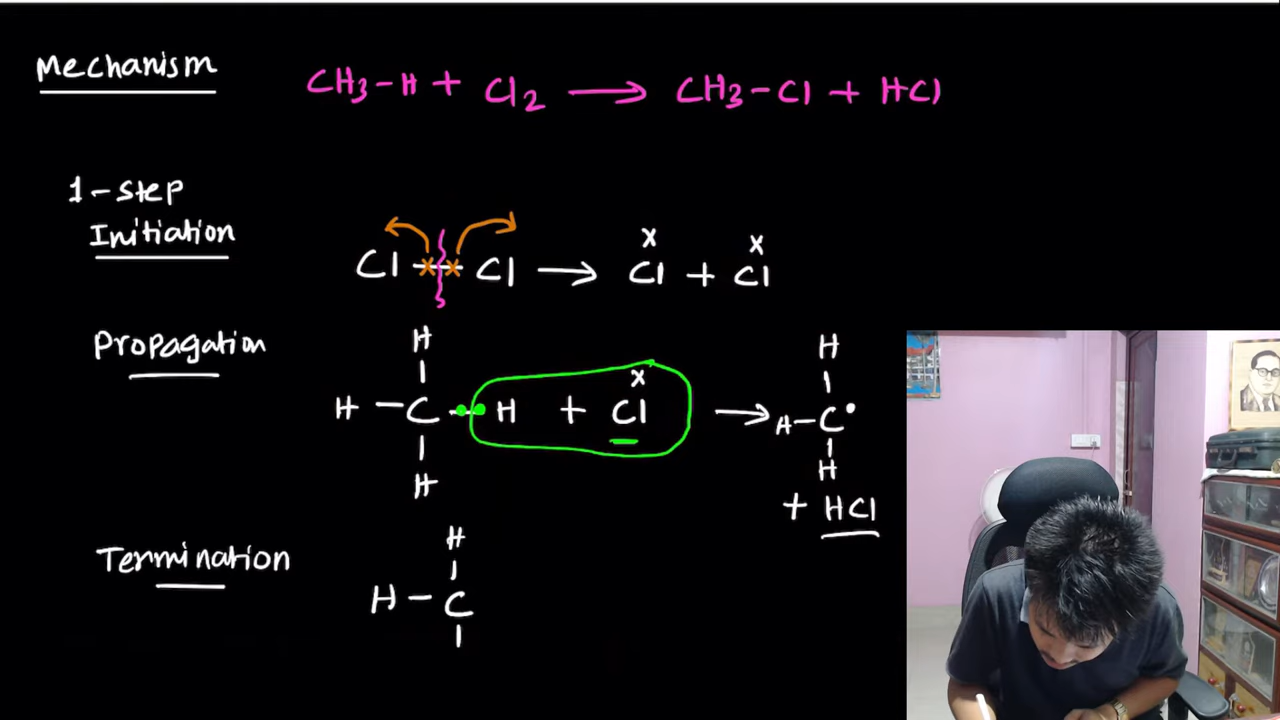 Mechanism
CH3-H + Cl2 → CH3-Cl + HCl
1-step
Initiation
Cl x x Cl → Cl + Cl
x x
Propagation
H
H - C - H + Cl → H - C•
x
H
H
H
+ HCl
Termination
H
H - C